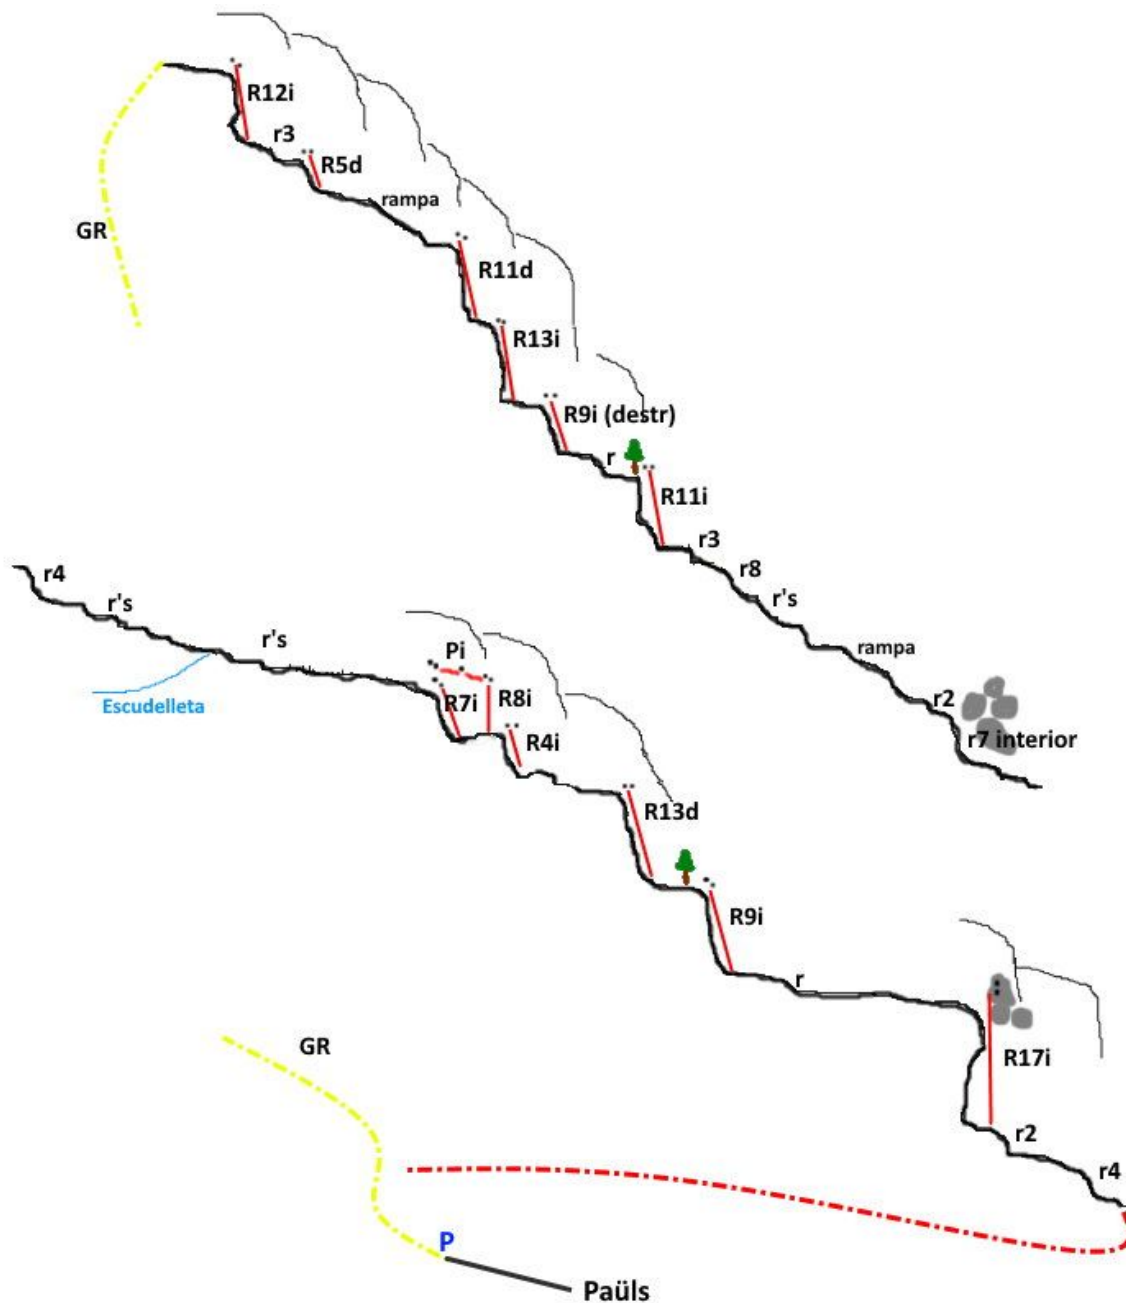 R12i
r3
R5d
rampa
GR
R11d
R13i
R9i (destr)
r
R11i
r3
r8
r's
rampa
r2
r7 interior
r4
r's
r's
Escudelleta
Pi
R7i
R8i
R4i
R13d
R9i
r
R17i
r2
r4
GR
P
Paüls